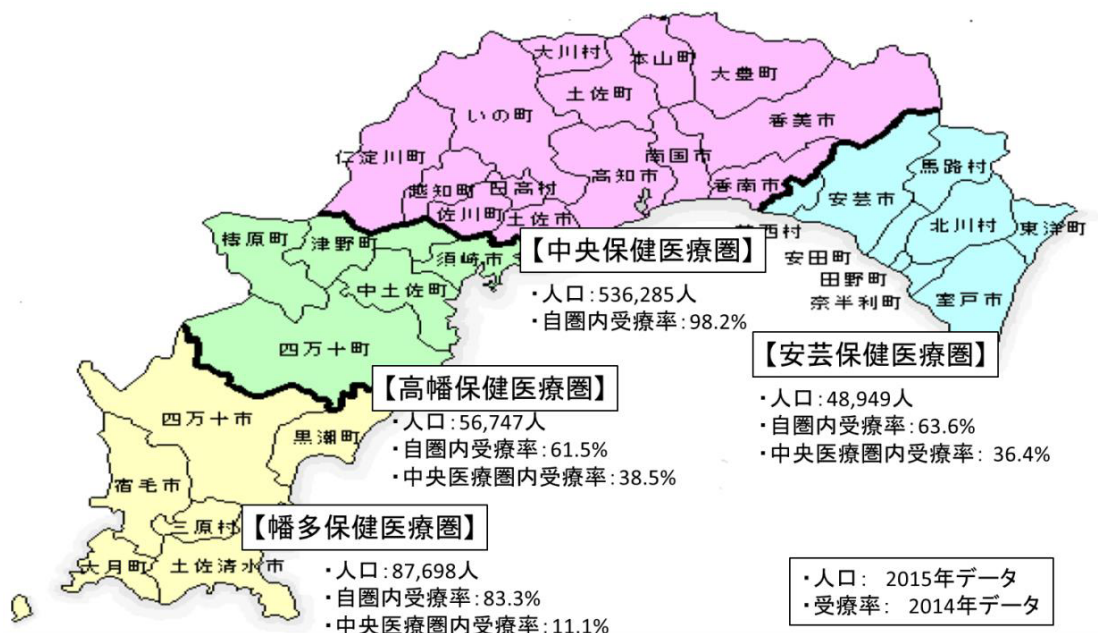 大川村
本山町
大豊町
土佐町
いの町
香美市
仁淀川町
南国市
馬路村
越知町
日高村
高知市
香南市
安芸市
佐川町
土佐市
北川村
東洋町
梼原町
津野町
芸西村
須崎市
安田町
中土佐町
田野町
奈半利町
室戸市
四万十町
【中央保健医療圏】
・人口:536,285人
・自圏内受療率:98.2%
【安芸保健医療圏】
・人口:48,949人
・自圏内受療率:63.6%
・中央医療圏内受療率: 36.4%
【高幡保健医療圏】
・人口:56,747人
・自圏内受療率:61.5%
・中央医療圏内受療率:38.5%
四万十市
黒潮町
宿毛市
三原村
大月町
土佐清水市
【幡多保健医療圏】
・人口:87,698人
・自圏内受療率:83.3%
・中央医療圏内受療率:11.1%
・人口: 2015年データ
・受療率: 2014年データ